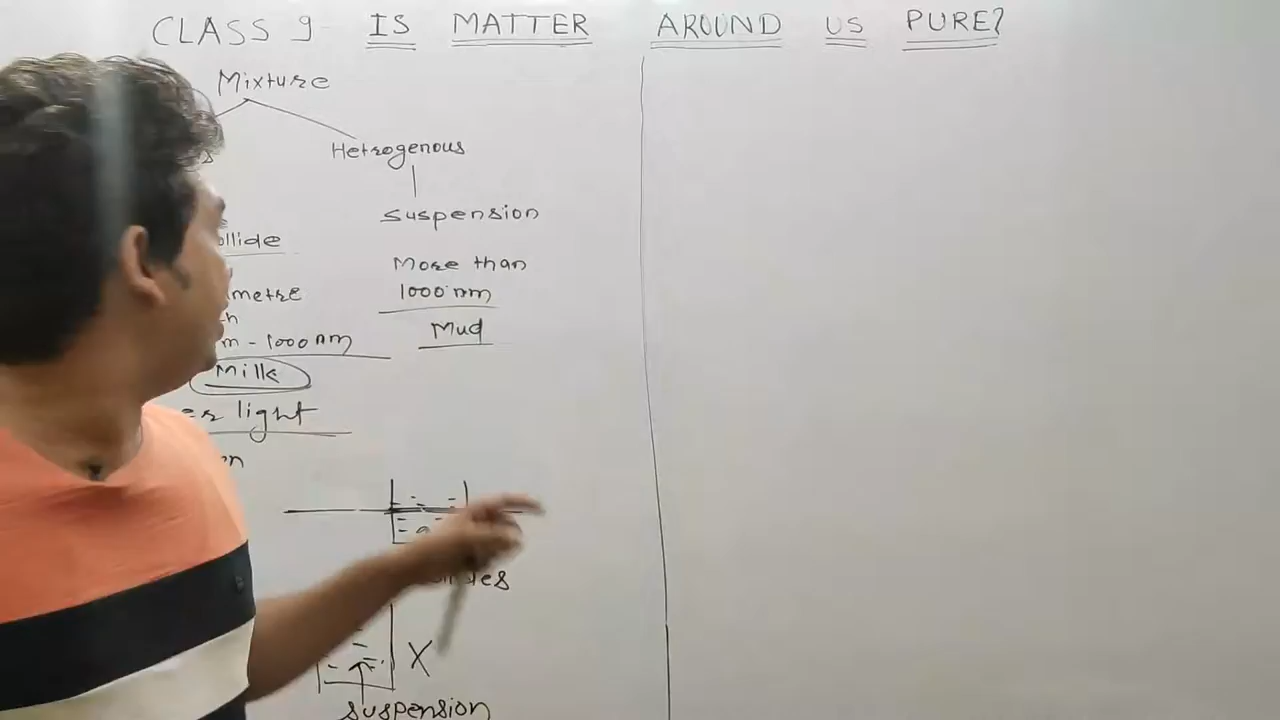 CLASS 9 IS MATTER AROUND US PURE?
Mixture
Hetrogenous
suspension
More than
1000 nm
Mud
ollide
metre
m - 1000 nm
Milk
light
X
suspension